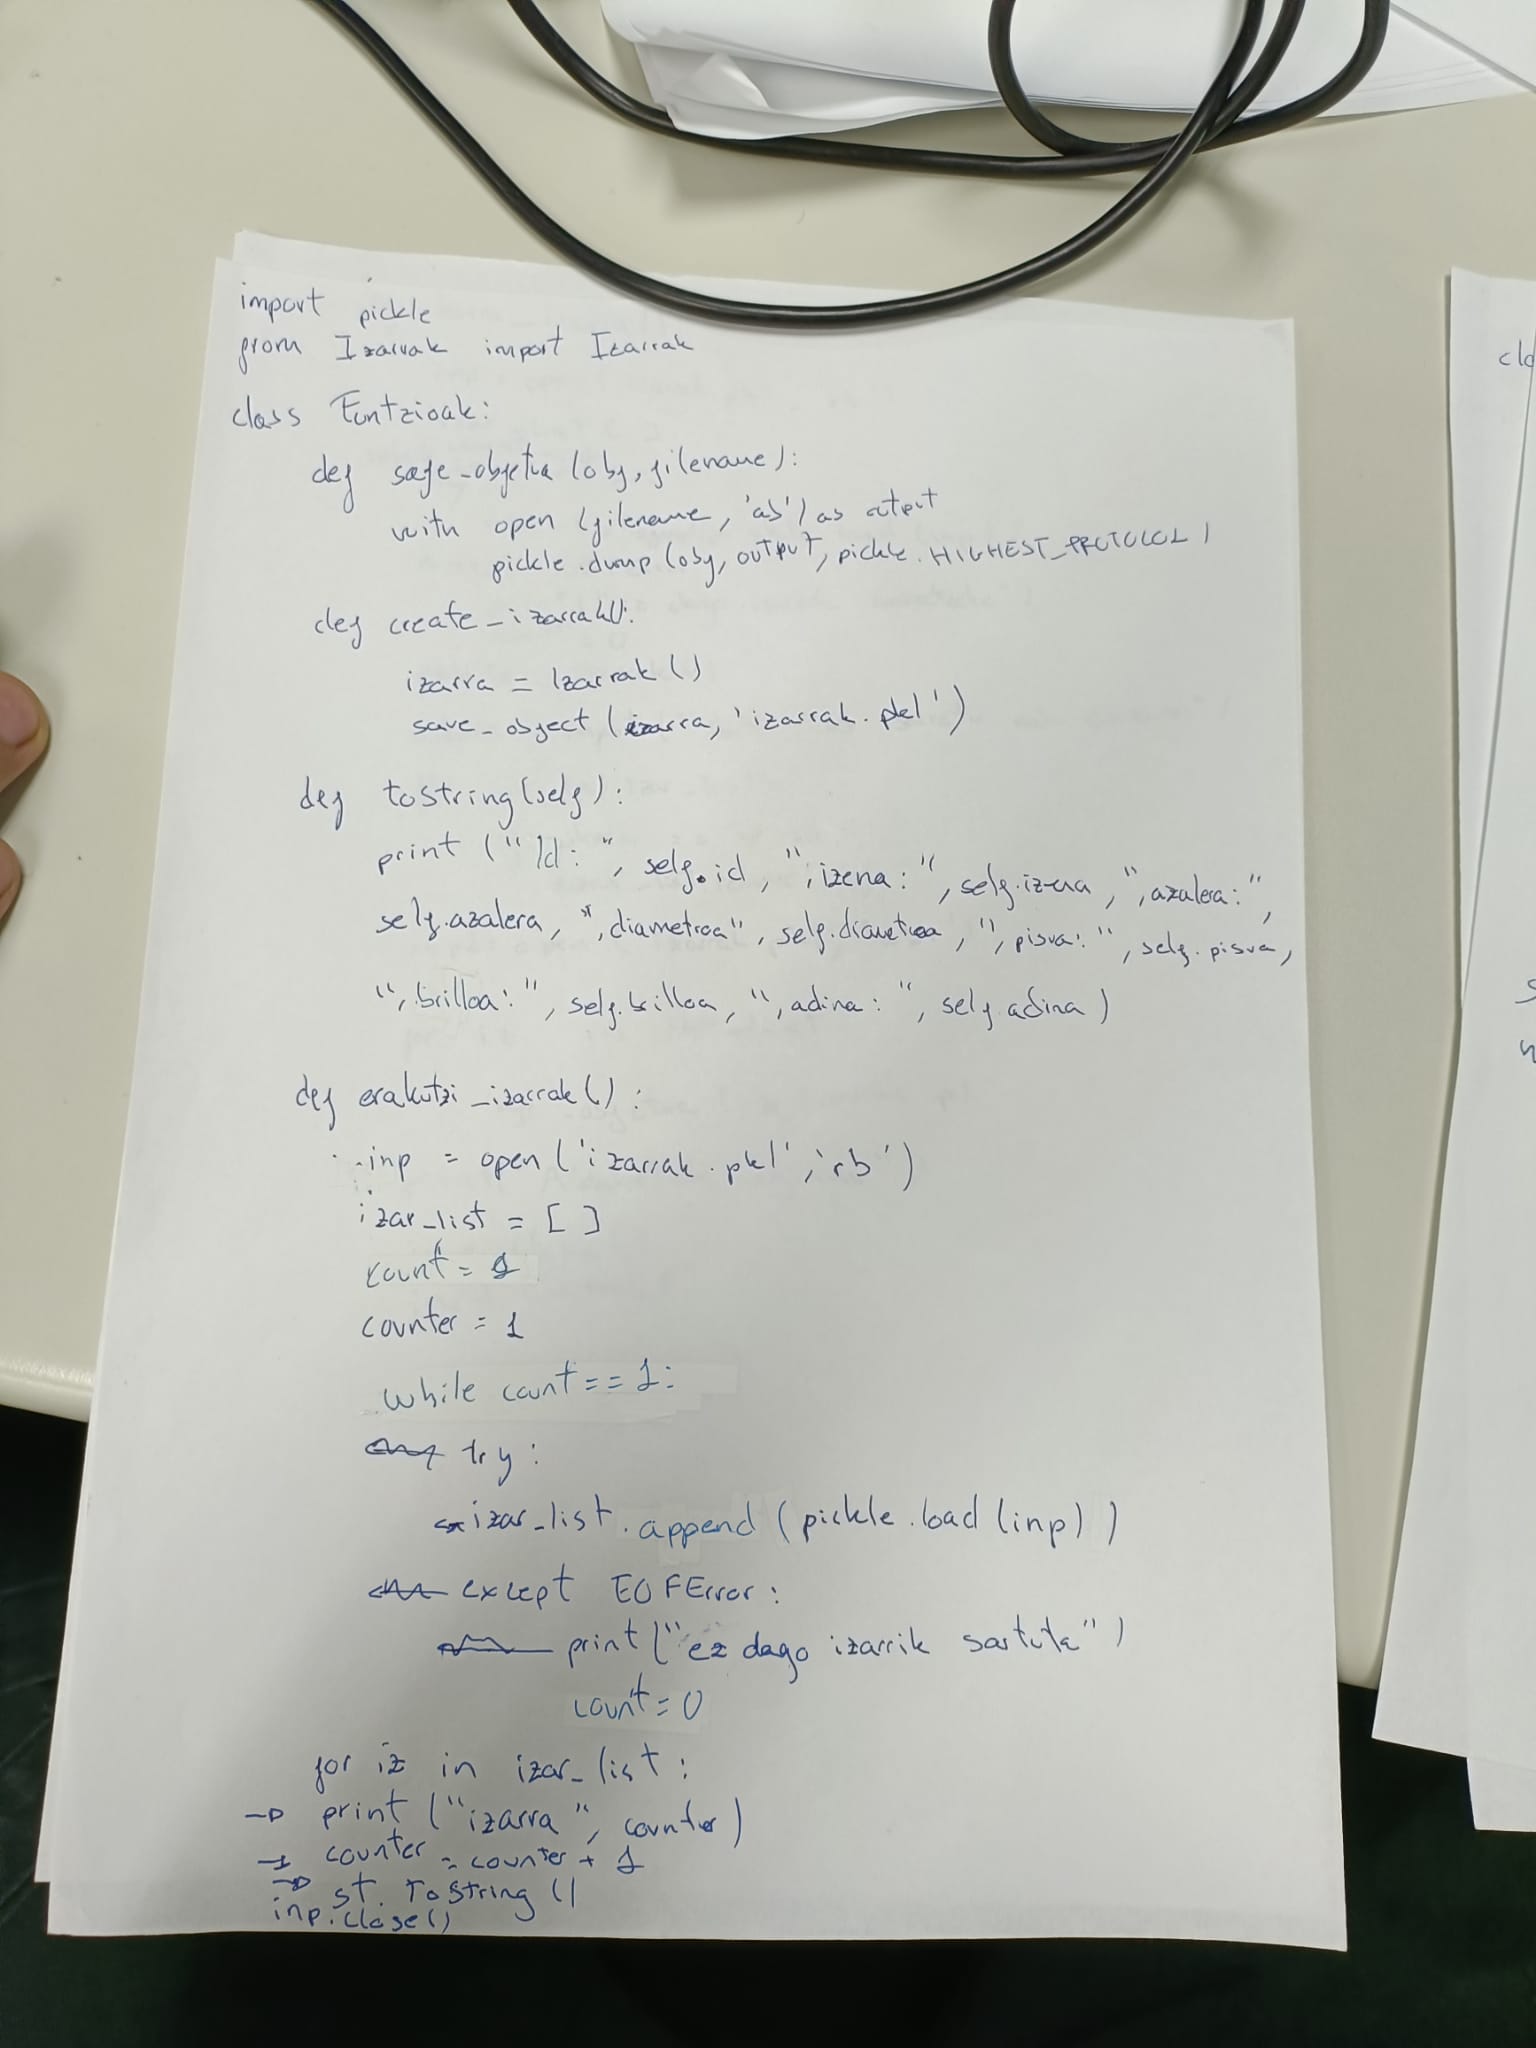 import pickle
from Izarrak import Izarrak
class Funtzioak:
def safe_objetua (obj, filename):
with open (filename, 'ab') as output
pickle.dump (obj, output, pickle.HIGHEST_PROTOCOL)
def create_izarrak():
izarra = Izarrak ()
save_object (izarra, 'izarrak.pkl')
def toString(self):
print ("Id: ", self.id, ", izena: ", self.izena, ", azalera: ",
self.azalera, ", diametroa", self.diametroa, ", pisua: ", self.pisua,
", brilloa: ", self.brilloa, ", adina: ", self.adina)
def erakutzi_izarrak():
inp = open ('izarrak.pkl', 'rb')
izar_list = [ ]
count = 1
counter = 1
while count == 1:
try:
izar_list.append (pickle.load (inp))
except EOFError:
print ("ez dago izarrik sartuta")
count = 0
for iz in izar_list:
→ print ("izarra", counter)
→ counter = counter + 1
→ st.toString ()
inp.close()
clo